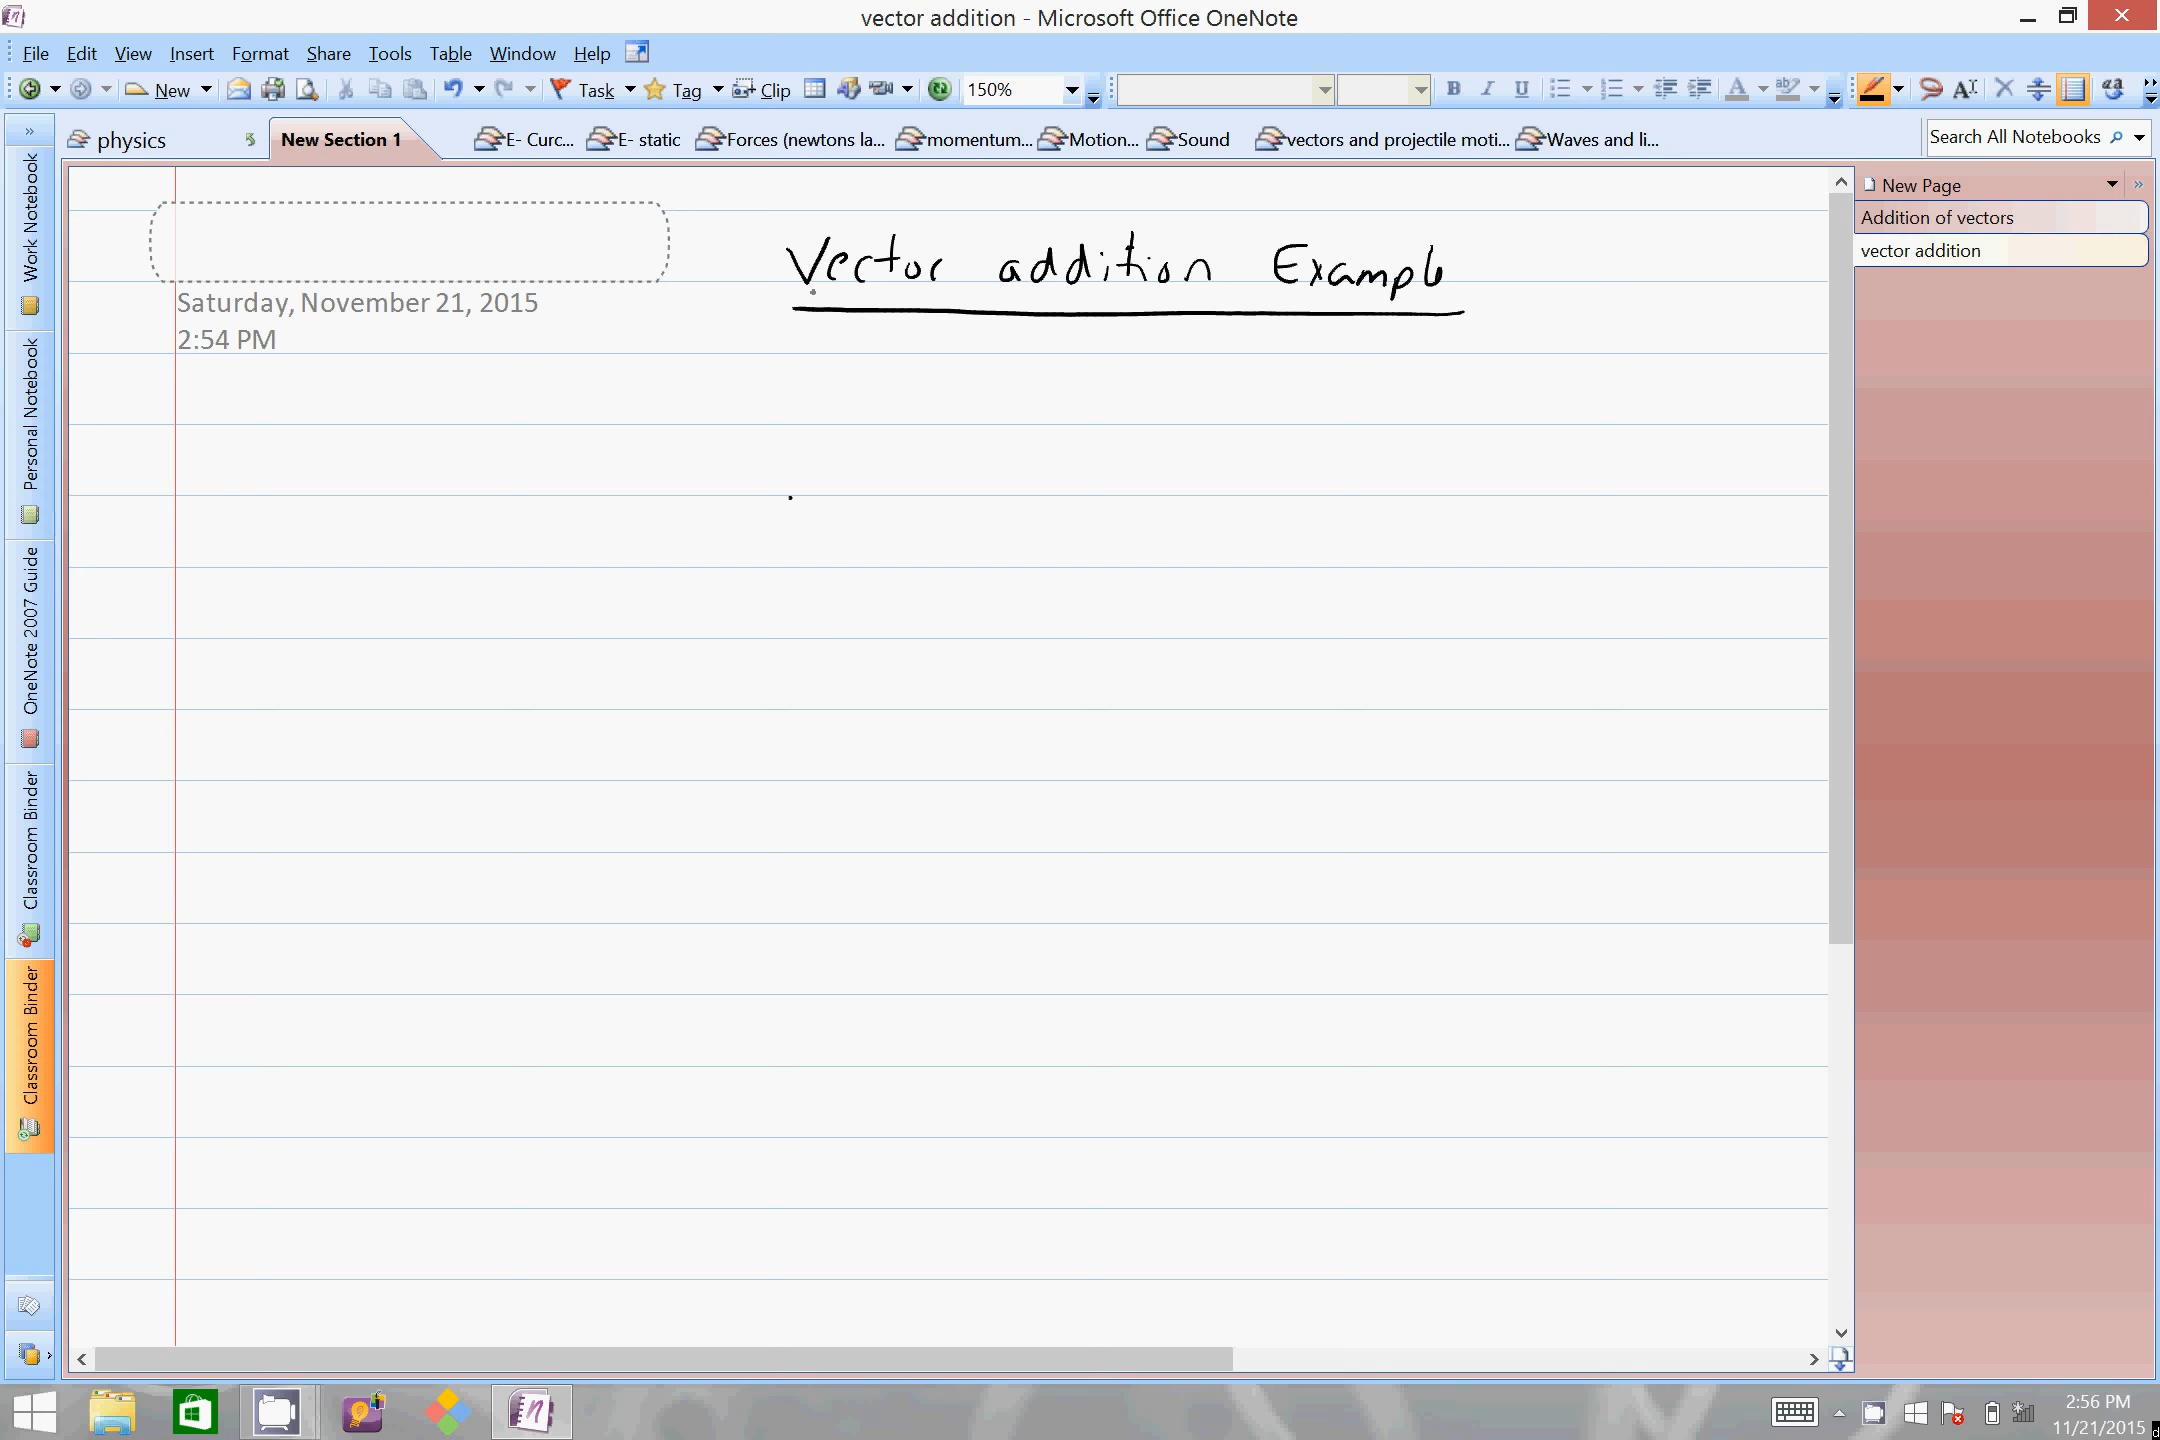 vector addition - Microsoft Office OneNote
File Edit View Insert Format Share Tools Table Window Help
New Task Tag Clip 150% B I U
physics New Section 1 E- Curc... E- static Forces (newtons la... momentum... Motion... Sound vectors and projectile moti... Waves and li... Search All Notebooks
New Page
Addition of vectors
vector addition
Vector addition Example
Saturday, November 21, 2015
2:54 PM
Work Notebook
Personal Notebook
OneNote 2007 Guide
Classroom Binder
Classroom Binder
2:56 PM
11/21/2015